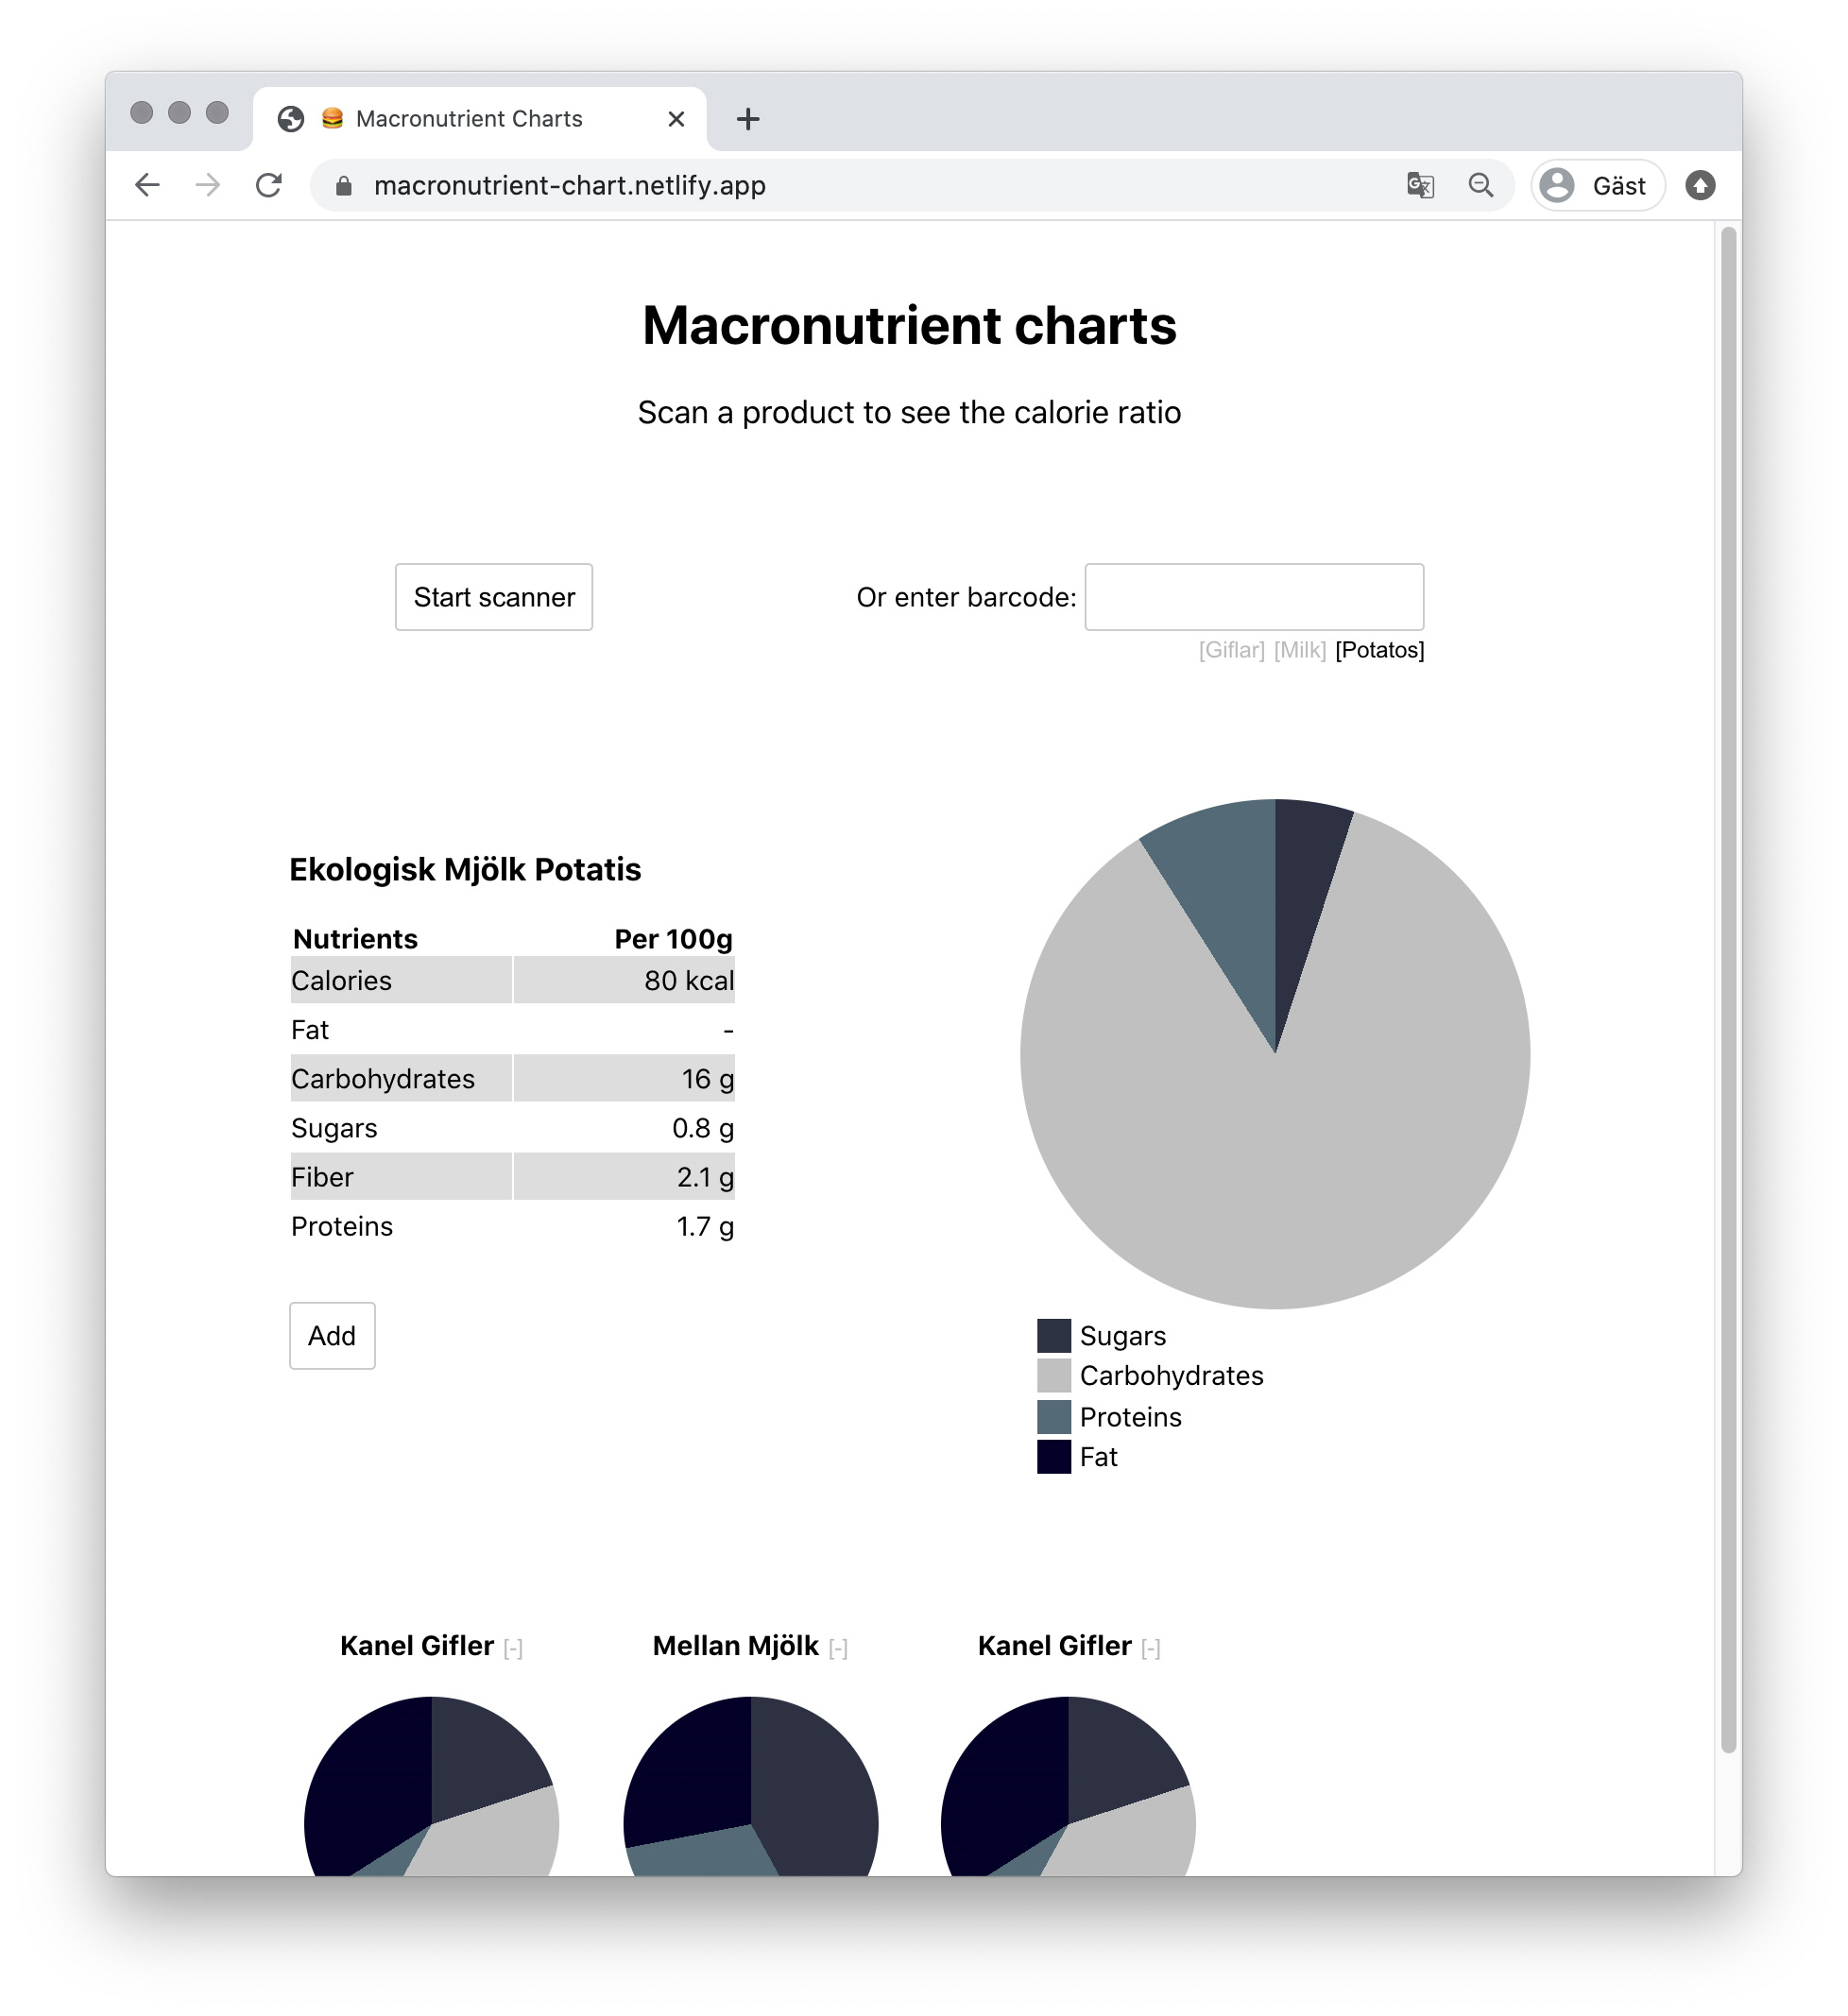 🍔 Macronutrient Charts
macronutrient-chart.netlify.app
Gäst
Macronutrient charts
Scan a product to see the calorie ratio
Start scanner
Or enter barcode:
[Giflar] [Milk] [Potatos]
Ekologisk Mjölk Potatis
Nutrients Per 100g
Calories 80 kcal
Fat -
Carbohydrates 16 g
Sugars 0.8 g
Fiber 2.1 g
Proteins 1.7 g
Add
Sugars
Carbohydrates
Proteins
Fat
Kanel Gifler [-]
Mellan Mjölk [-]
Kanel Gifler [-]